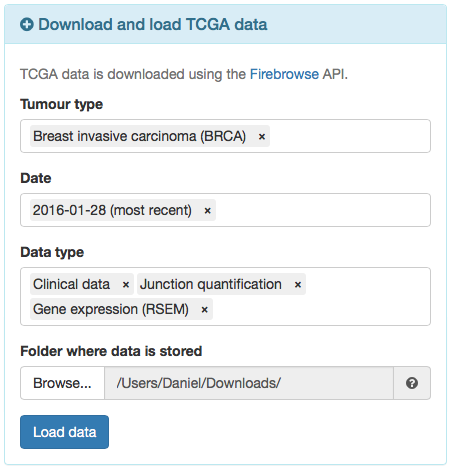 Download and load TCGA data
TCGA data is downloaded using the Firebrowse API.
Tumour type
Breast invasive carcinoma (BRCA) ×
Date
2016-01-28 (most recent) ×
Data type
Clinical data × Junction quantification ×
Gene expression (RSEM) ×
Folder where data is stored
Browse... /Users/Daniel/Downloads/ ?
Load data